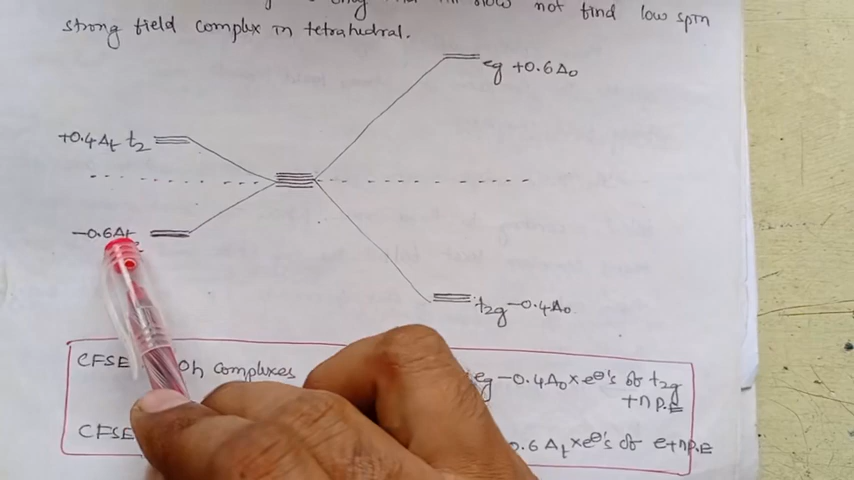 not find low spin
strong field complex in tetrahedral.
eg +0.6Δo
+0.4Δt t2
-0.6Δt
t2g -0.4Δo
CFSE Oh complexes eg -0.4Δo × e⊖'s of t2g
+n P.E
CFSE 0.6 Δt × e⊖'s of e+nP.E